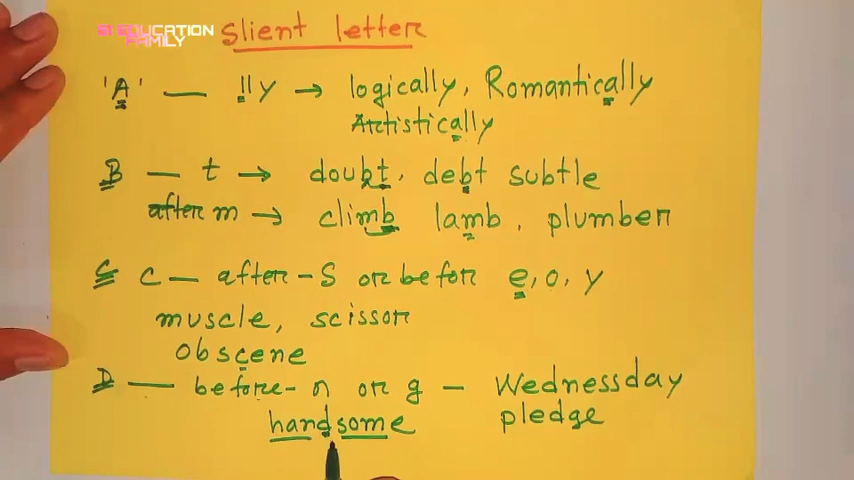 SI EDUCATION
FAMILY
slient letter
'A' — lly → logically, Romantically
Artistically
B — t → doubt, debt subtle
after m → climb lamb, plumber
C c — after - S or before e, o, y
muscle, scissor
obscene
D — before - n or g — Wednessday
handsome pledge